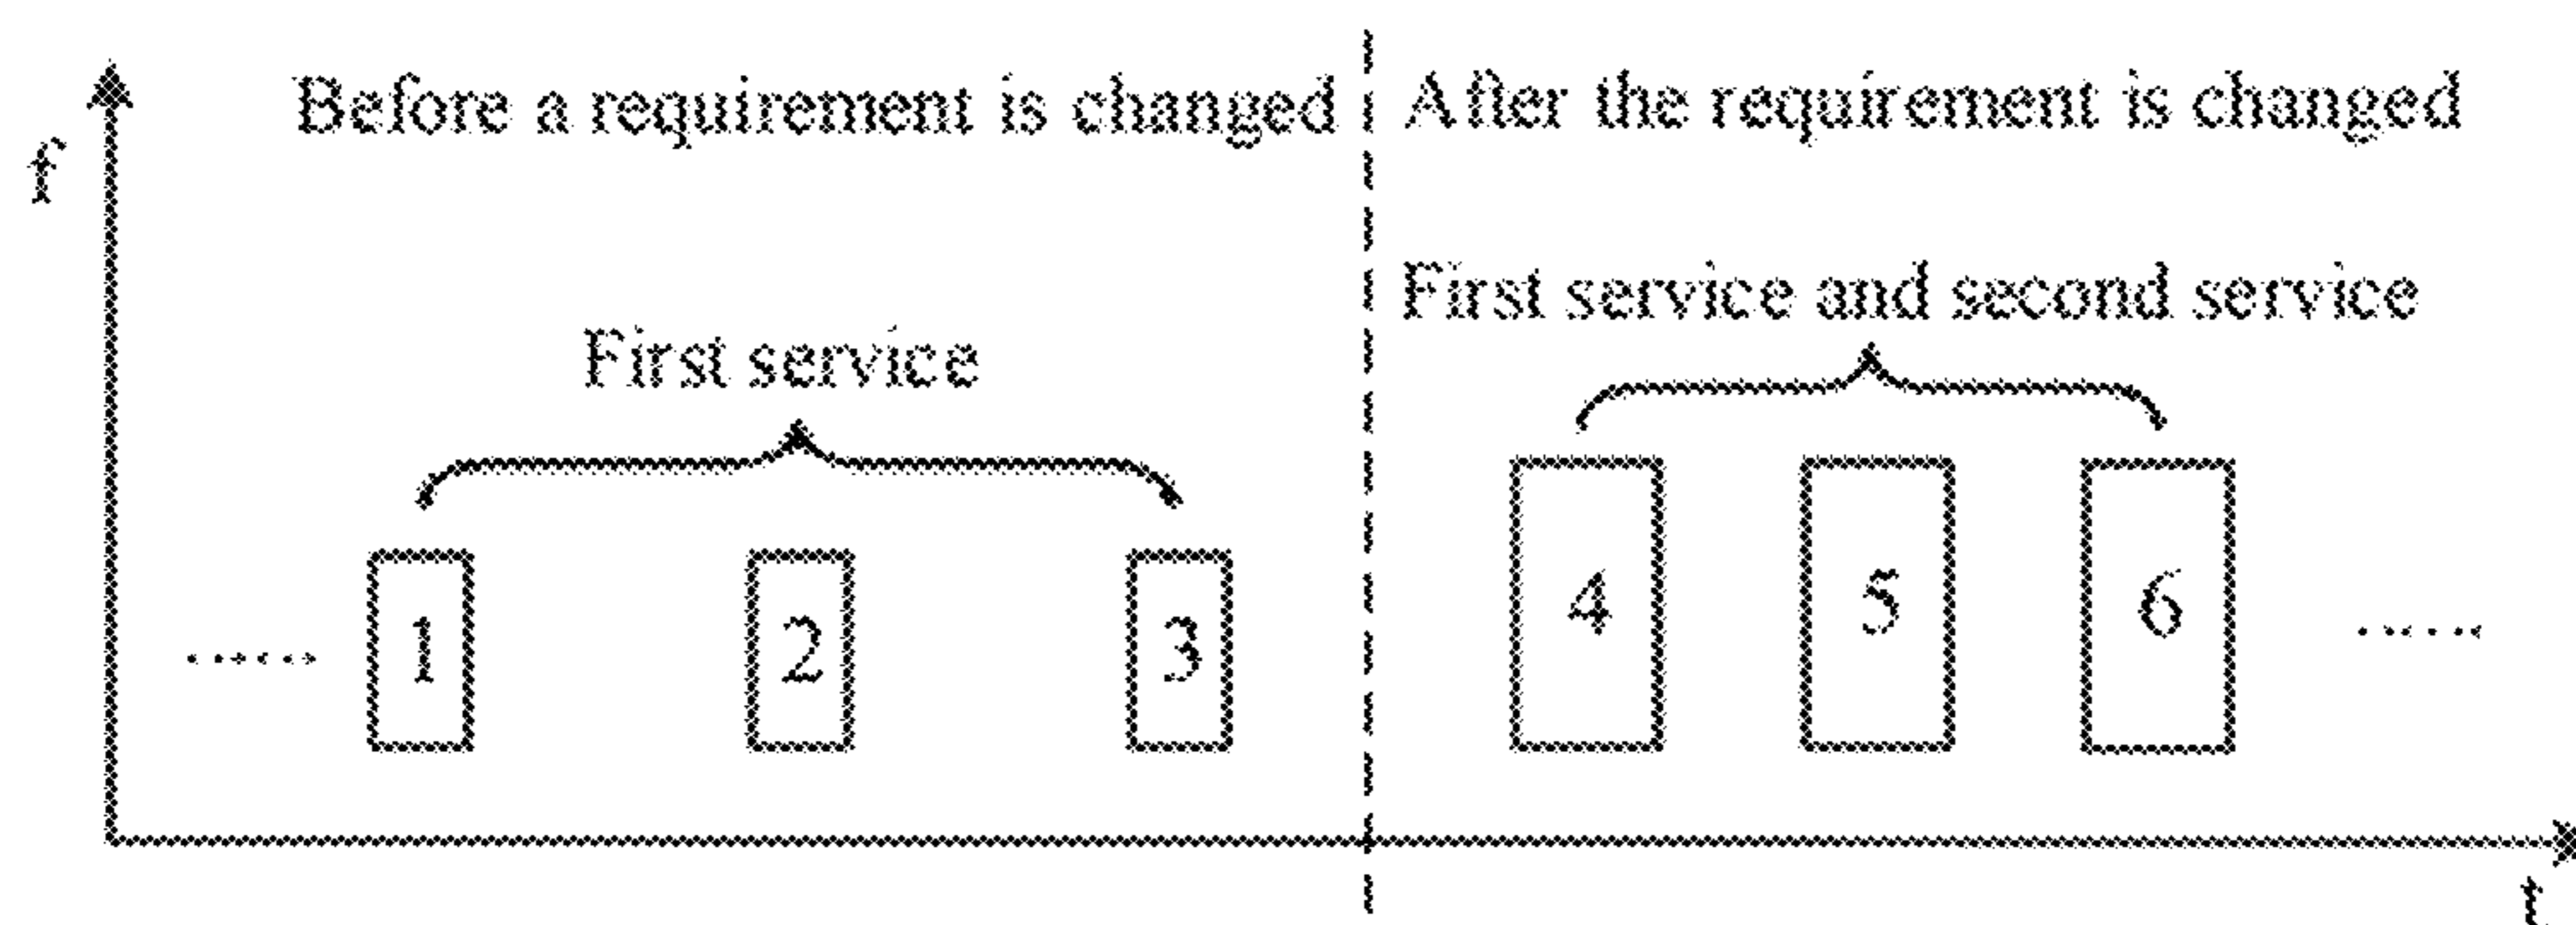 Before a requirement is changed
After the requirement is changed
f
First service and second service
First service
1
2
3
4
5
6
......
......
t